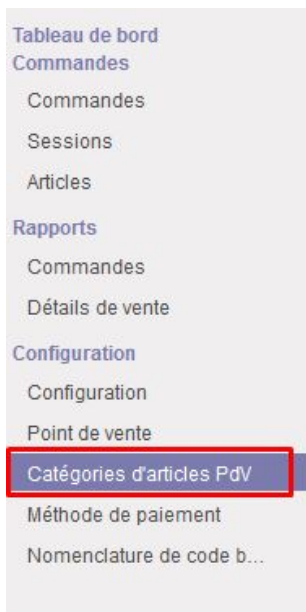 Tableau de bord
Commandes
Commandes
Sessions
Articles
Rapports
Commandes
Détails de vente
Configuration
Configuration
Point de vente
Catégories d'articles PdV
Méthode de paiement
Nomenclature de code b...